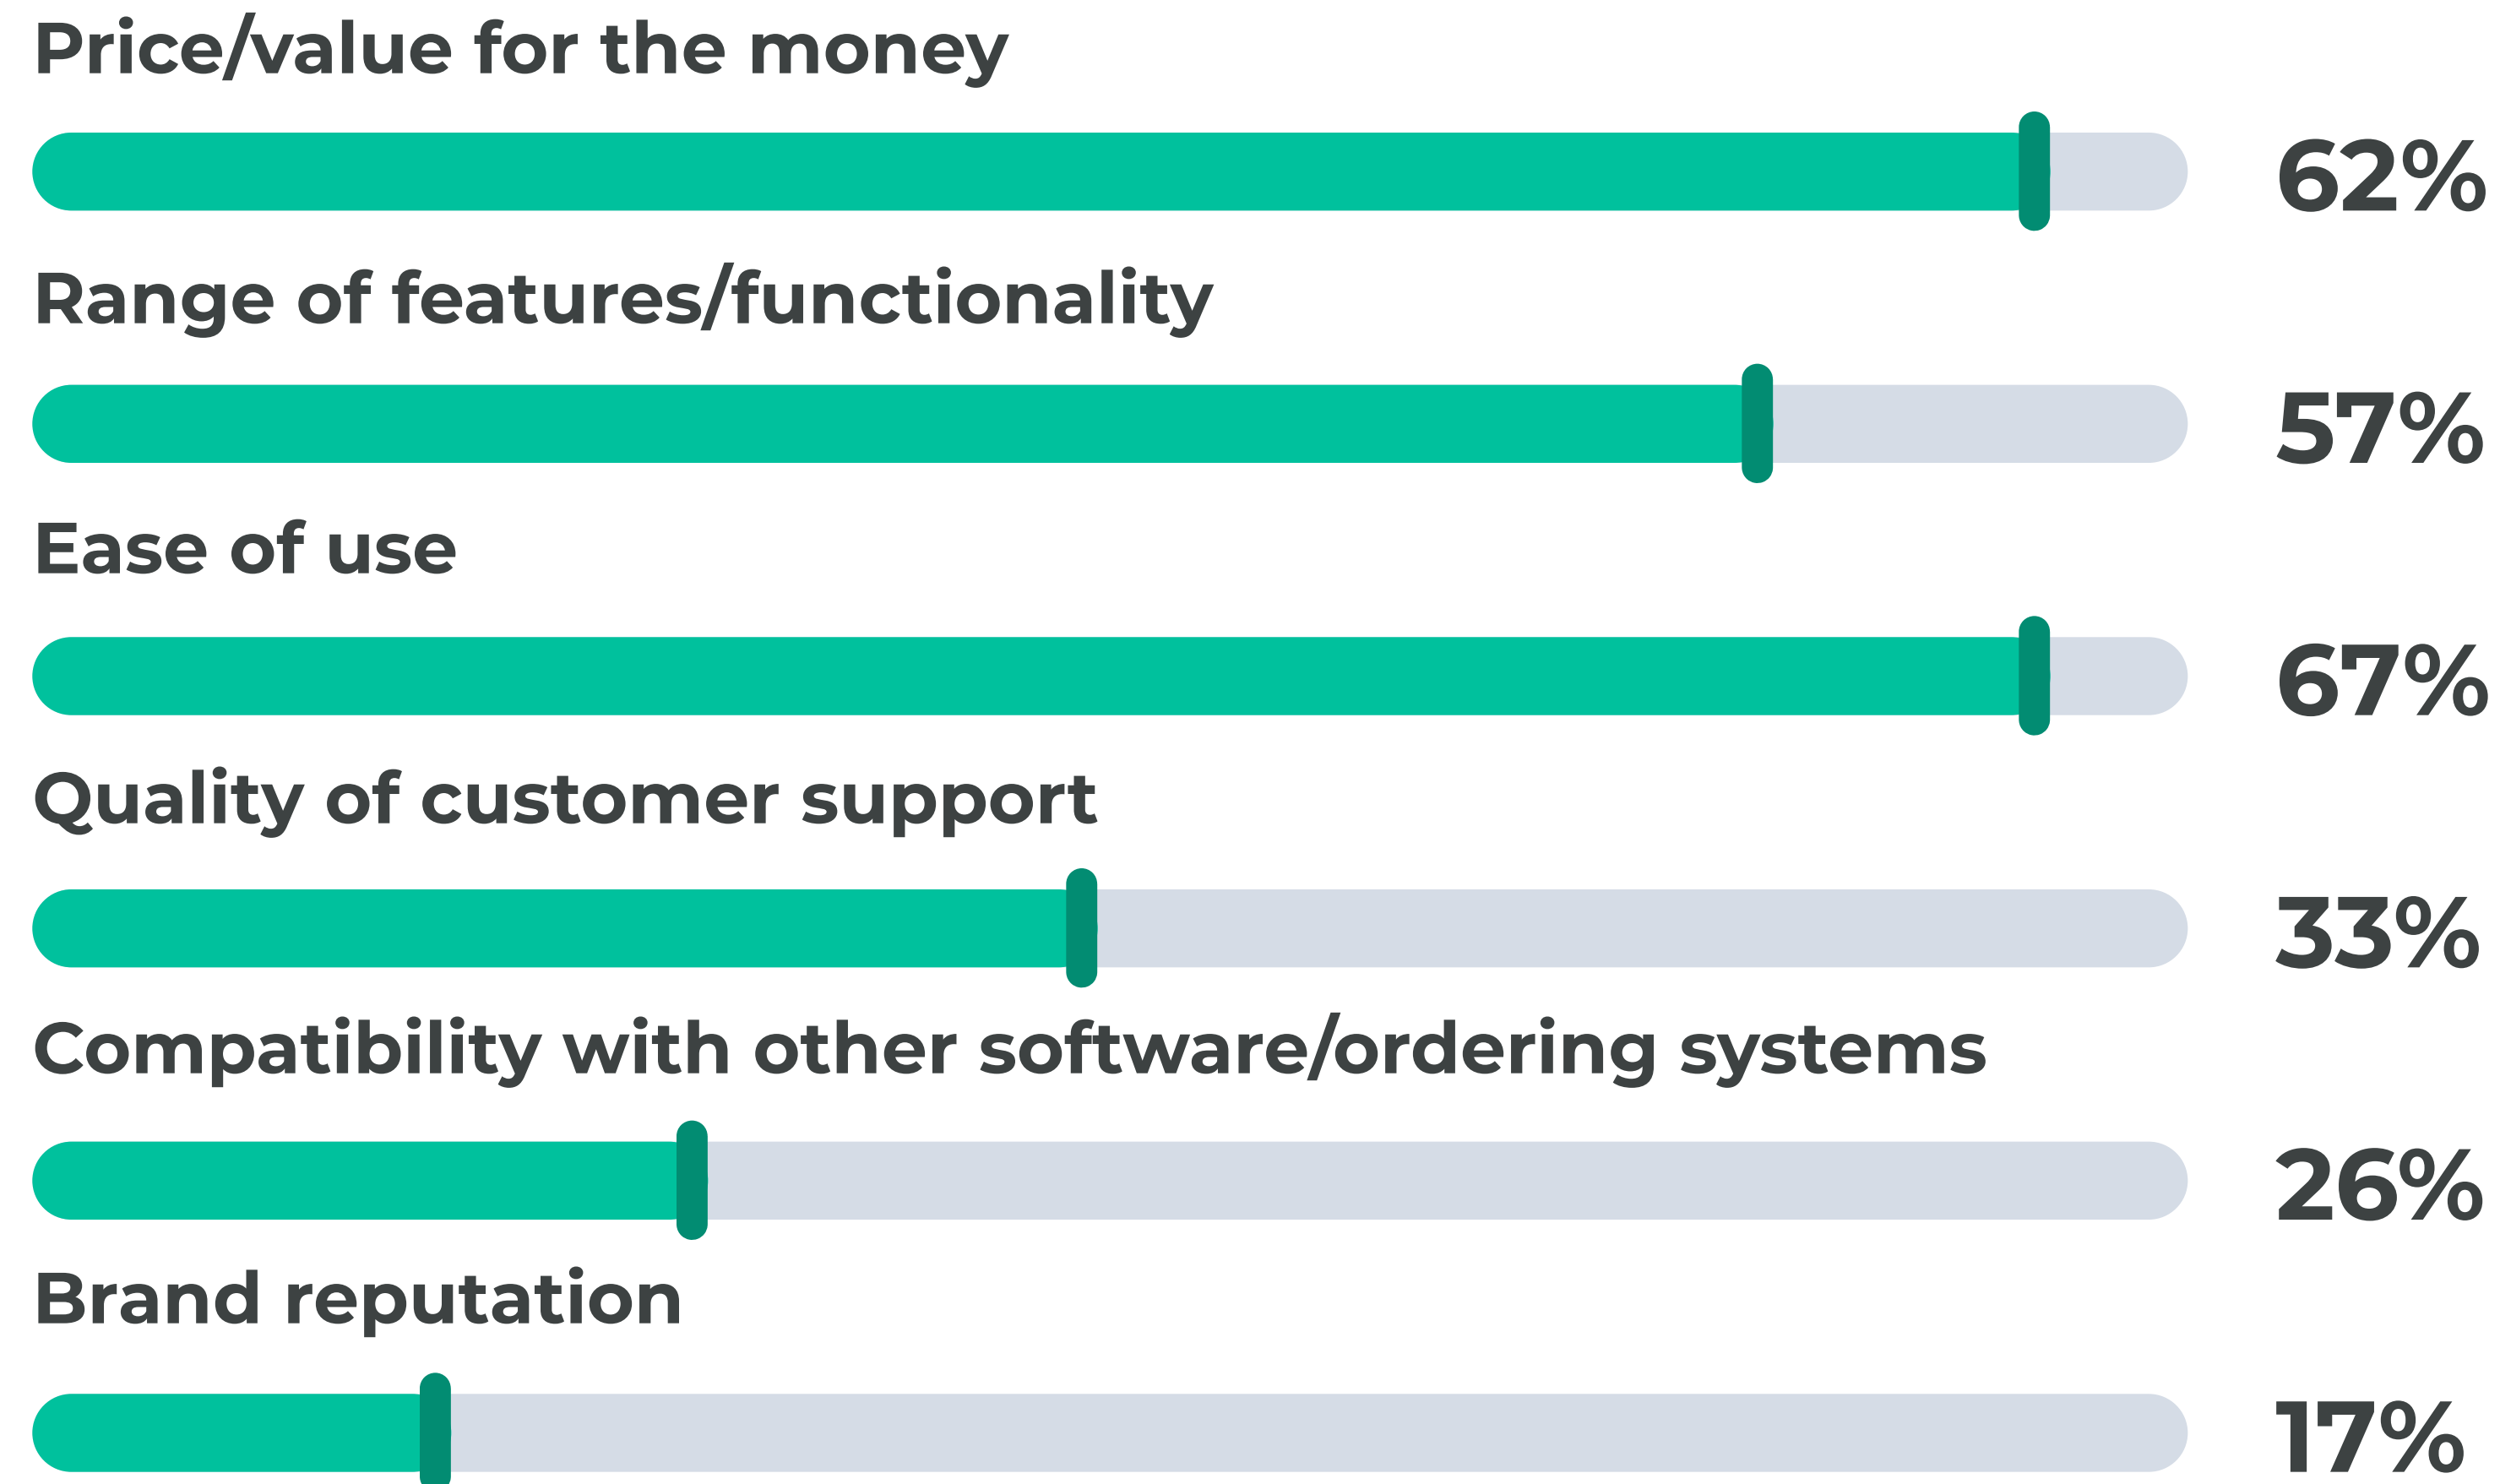 Price/value for the money
62%
Range of features/functionality
57%
Ease of use
67%
Quality of customer support
33%
Compatibility with other software/ordering systems
26%
Brand reputation
17%